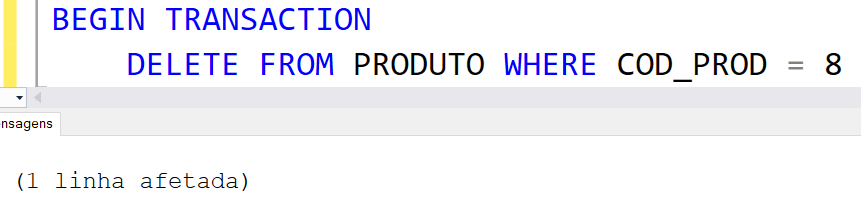 BEGIN TRANSACTION
DELETE FROM PRODUTO WHERE COD_PROD = 8
nsagens
(1 linha afetada)